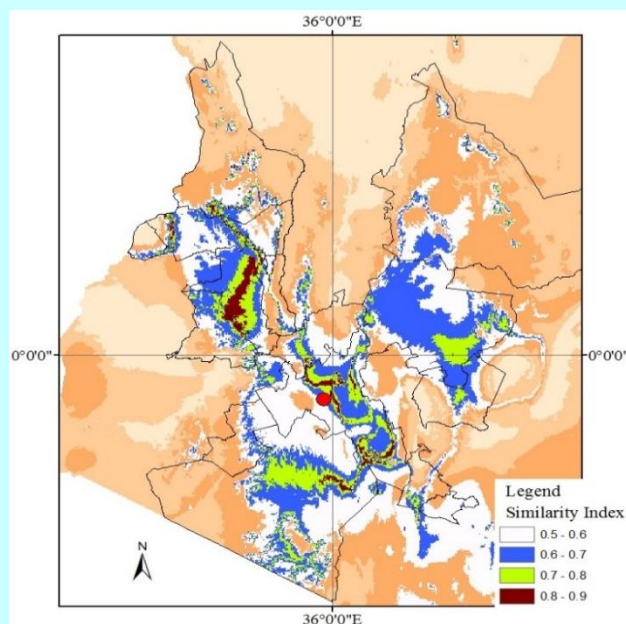 36°0'0"E
0°0'0"
0°0'0"
N
Legend
Similarity Index
0.5 - 0.6
0.6 - 0.7
0.7 - 0.8
0.8 - 0.9
36°0'0"E